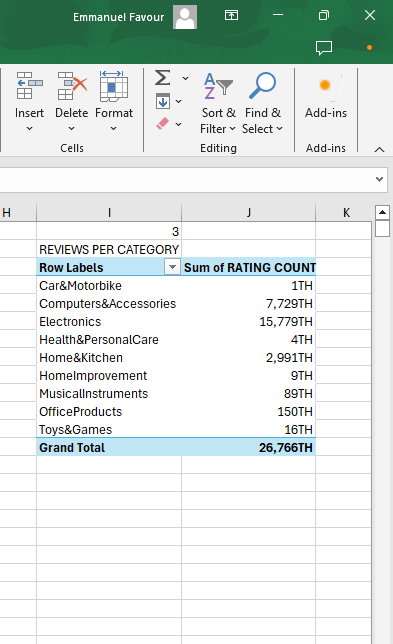 Emmanuel Favour
Insert Delete Format
Sort & Find &
Filter Select
Add-ins
Cells Editing Add-ins
H I J K
3
REVIEWS PER CATEGORY
Row Labels Sum of RATING COUNT
Car&Motorbike 1TH
Computers&Accessories 7,729TH
Electronics 15,779TH
Health&PersonalCare 4TH
Home&Kitchen 2,991TH
HomeImprovement 9TH
MusicalInstruments 89TH
OfficeProducts 150TH
Toys&Games 16TH
Grand Total 26,766TH